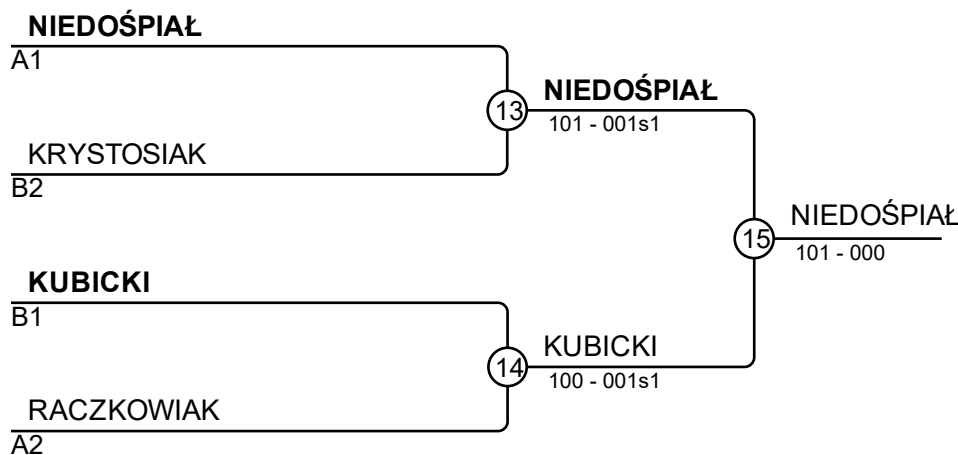 NIEDOŚPIAŁ
A1
13
NIEDOŚPIAŁ
101 - 001s1
KRYSTOSIAK
B2
15
NIEDOŚPIAŁ
101 - 000
KUBICKI
B1
14
KUBICKI
100 - 001s1
RACZKOWIAK
A2